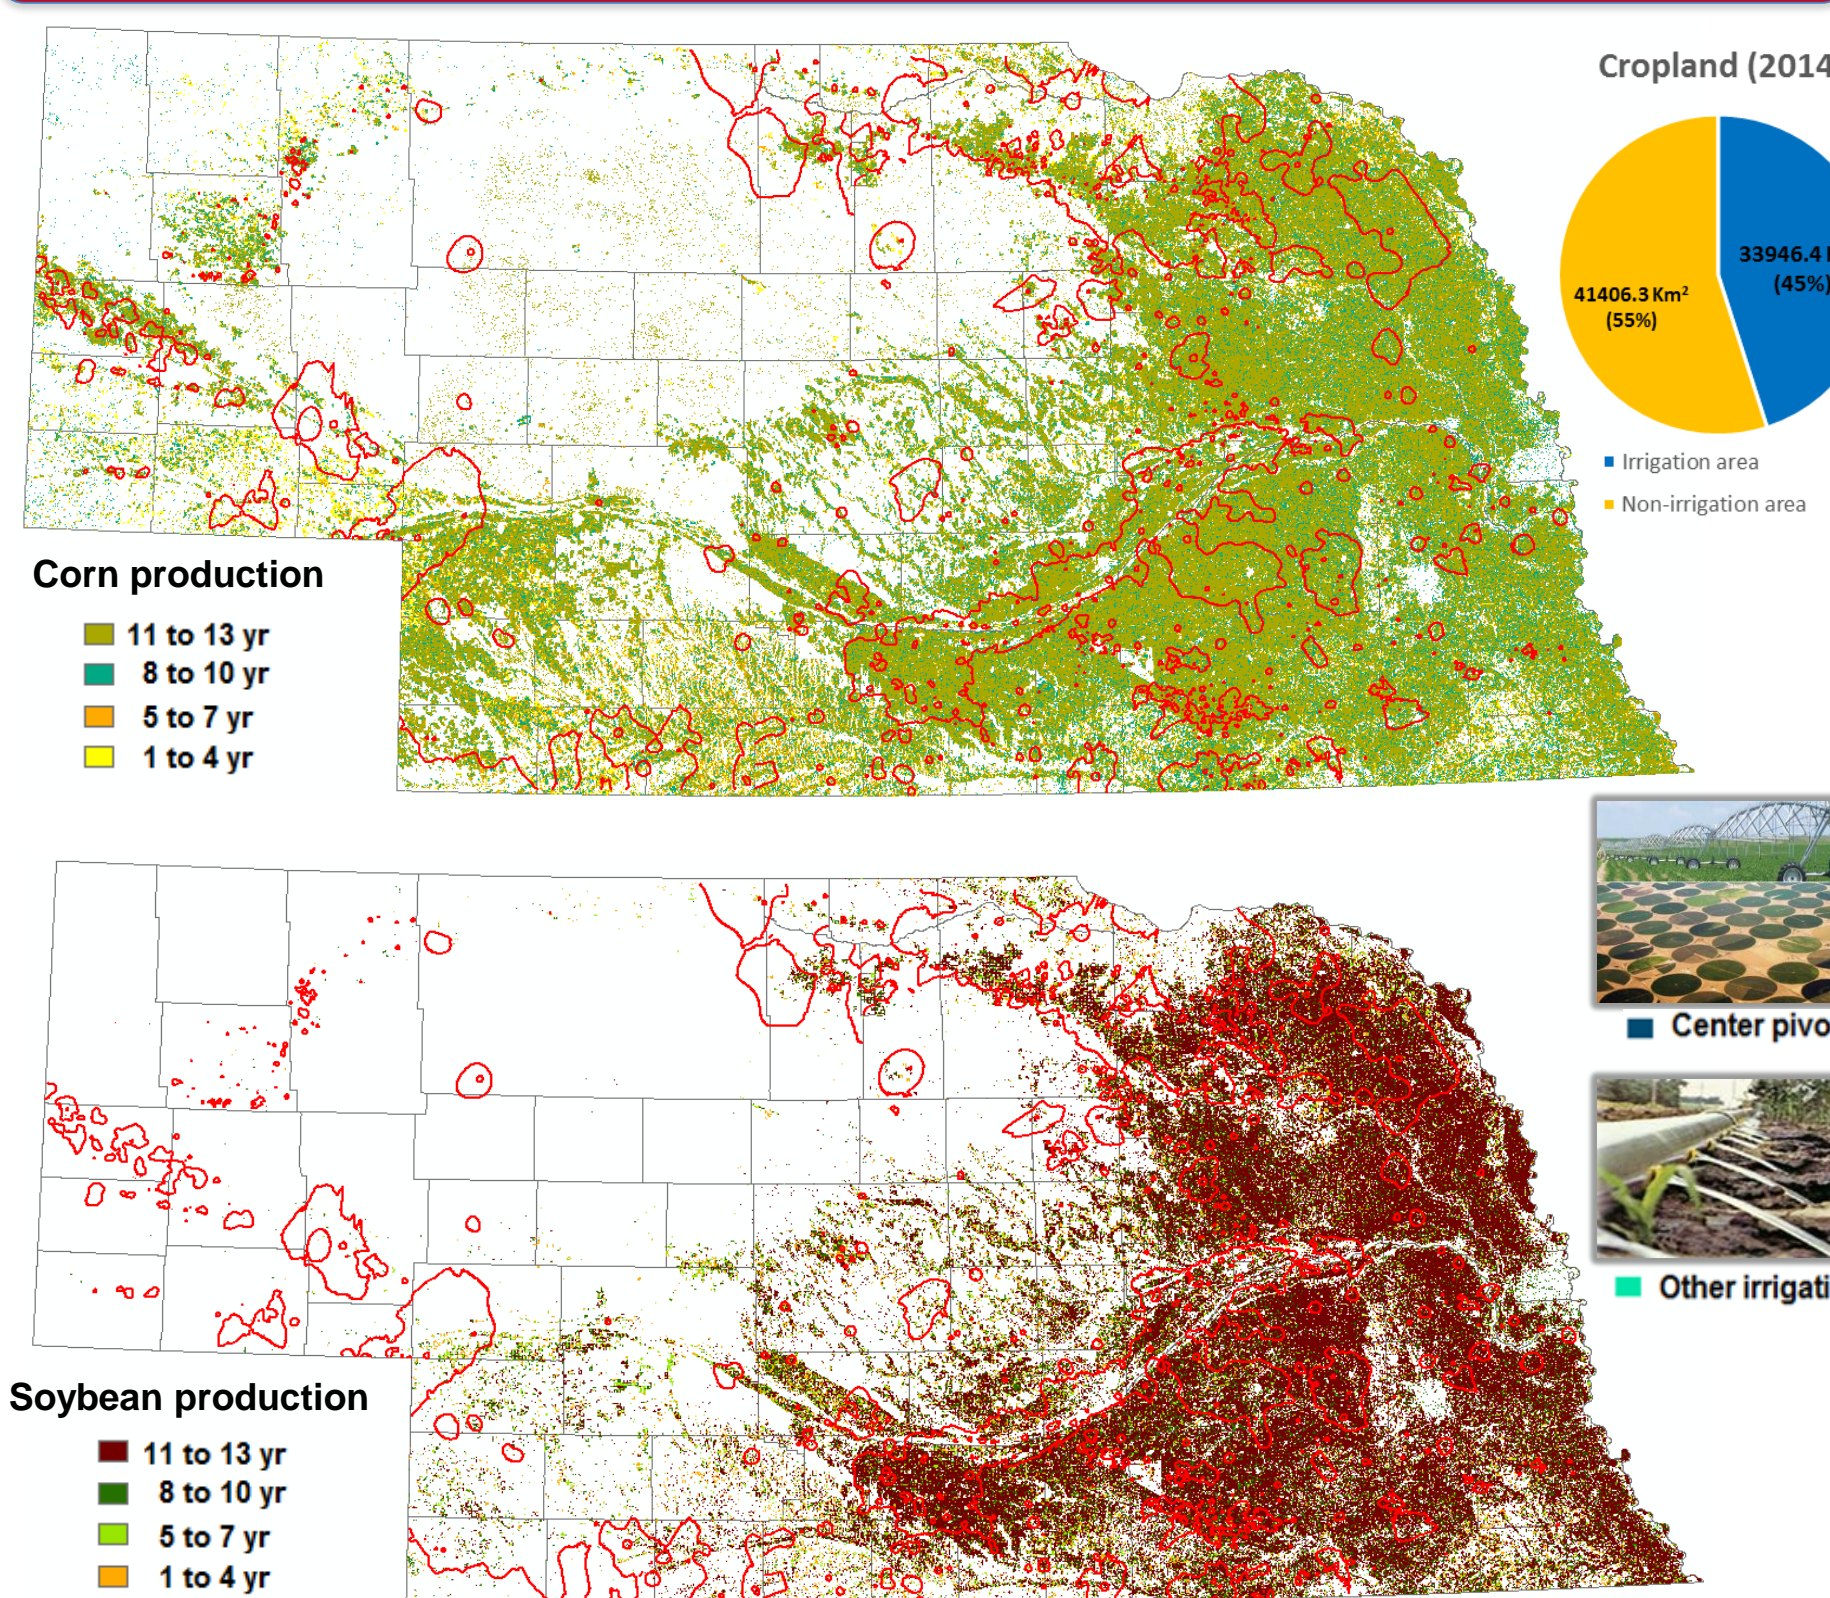 Cropland (2014
33946.4
(45%)
41406.3 Km²
(55%)
Irrigation area
Non-irrigation area
Corn production
11 to 13 yr
8 to 10 yr
5 to 7 yr
1 to 4 yr
Center pivo
Other irrigati
Soybean production
11 to 13 yr
8 to 10 yr
5 to 7 yr
1 to 4 yr